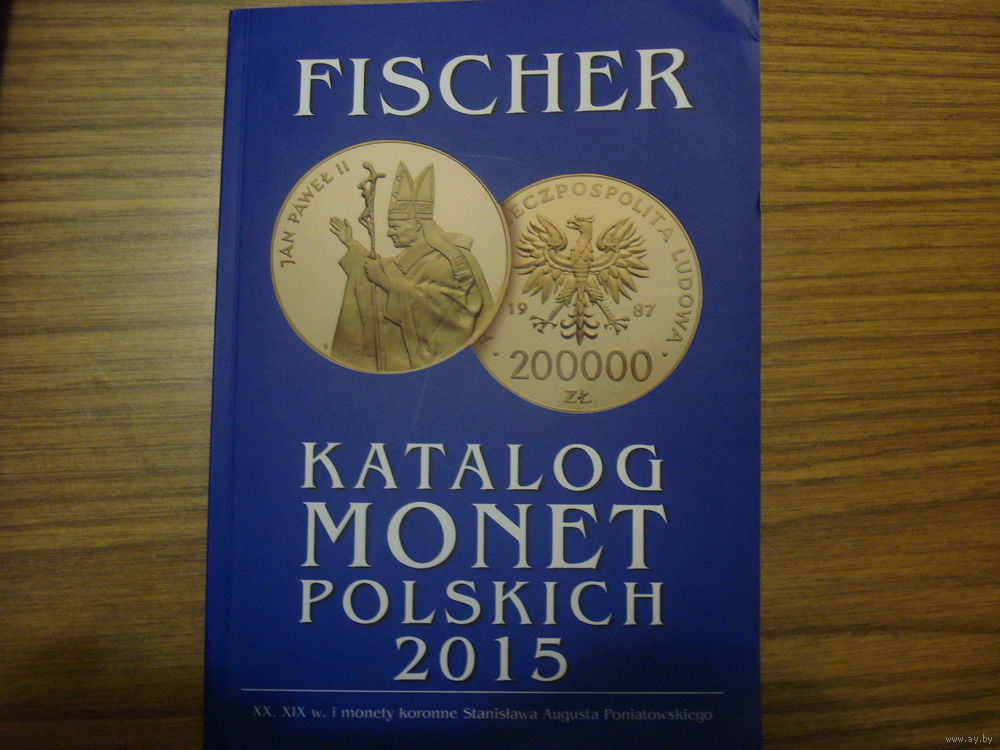 FISCHER
JAN PAWEŁ II
RZECZPOSPOLITA LUDOWA
19 87
200000
ZŁ
KATALOG
MONET
POLSKICH
2015
XX, XIX w. i monety koronne Stanisława Augusta Poniatowskiego
www.ay.by